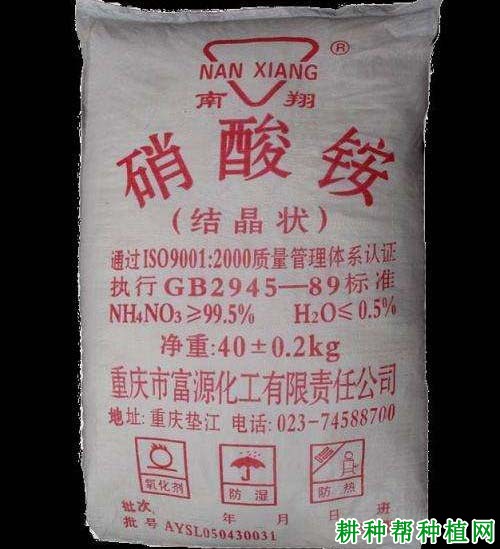 NAN XIANG ®
南翔
硝酸铵
(结晶状)
通过ISO9001:2000质量管理体系认证
执行GB2945—89标准
NH₄NO₃≥99.5% H₂O≤0.5%
净重:40±0.2kg
重庆市富源化工有限责任公司
地址:重庆垫江 电话:023-74588700
氧化剂 防湿 防热
批次、 年 月 日 班
批号 AYSL050430031
耕种帮种植网